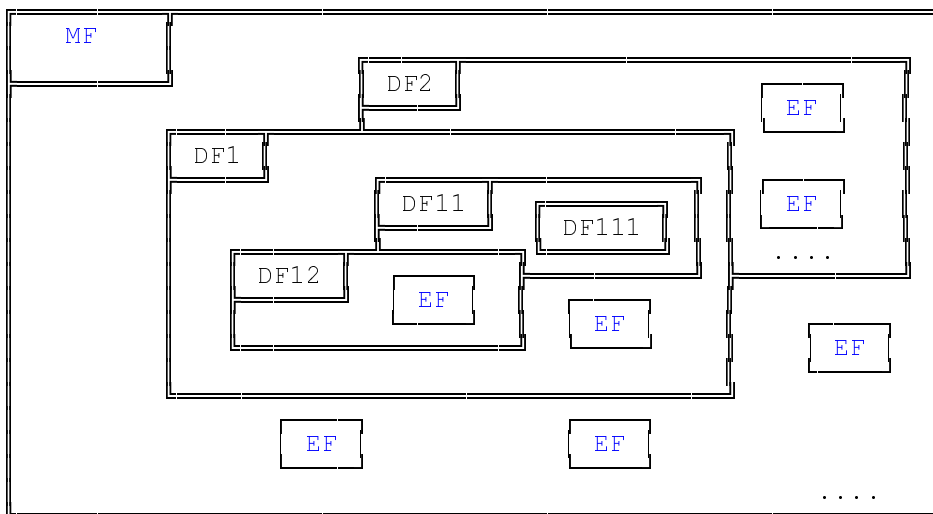 MF
DF2
EF
DF1
DF11
EF
DF111
....
DF12
EF
EF
EF
EF
EF
....